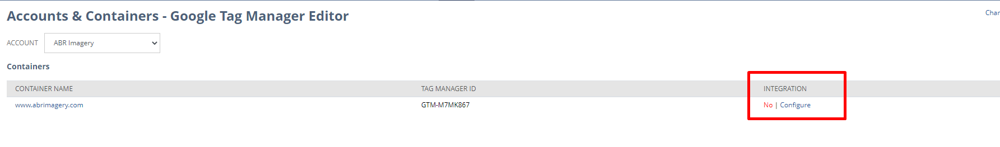 Accounts & Containers - Google Tag Manager Editor
ACCOUNT ABR Imagery
Containers
CONTAINER NAME TAG MANAGER ID INTEGRATION
www.abrimagery.com GTM-M7MK867 No | Configure